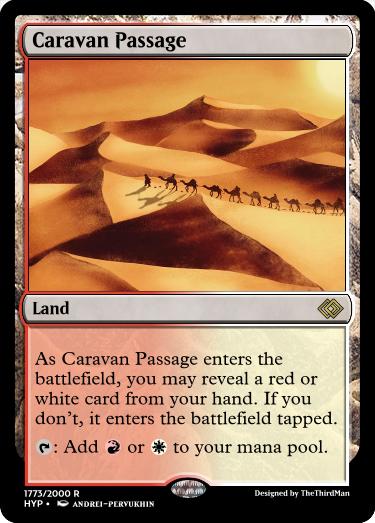 Caravan Passage
Land
As Caravan Passage enters the
battlefield, you may reveal a red or
white card from your hand. If you
don't, it enters the battlefield tapped.
: Add or to your mana pool.
1773/2000 R
Designed by TheThirdMan
HYP • ANDREI-PERVUKHIN